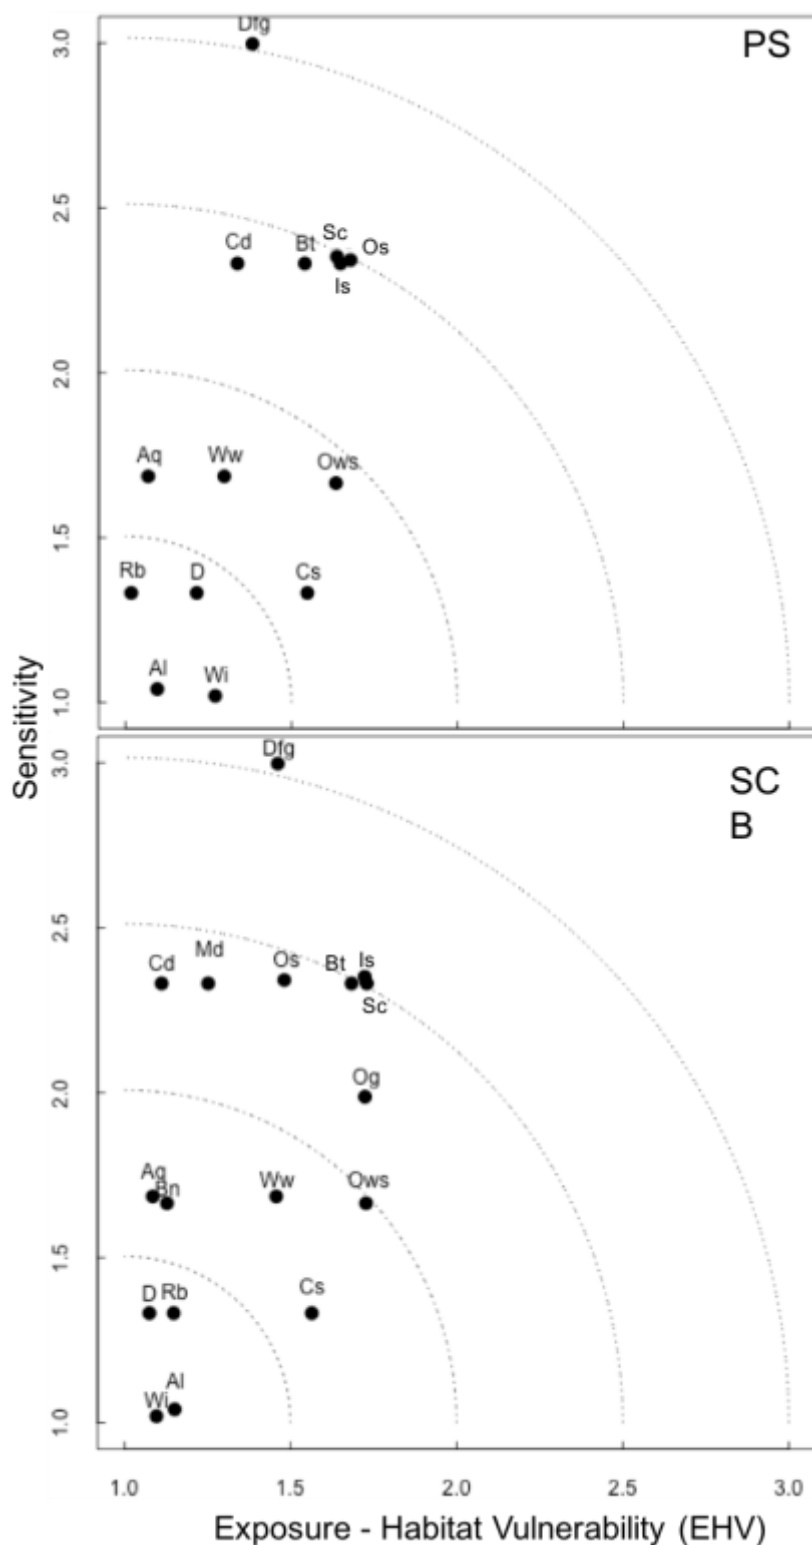 Dfg
PS
3.0
2.5
Sc
Cd
Bt
Os
Is
2.0
Aq
Ww
Ows
1.5
Rb
D
Cs
Al
Wi
1.0
Sensitivity
Dfg
3.0
SC
B
2.5
Cd
Md
Os
Bt
Is
Sc
Og
2.0
Aq
Bn
Ww
Ows
1.5
D
Rb
Cs
Al
Wi
1.0
1.0 1.5 2.0 2.5 3.0
Exposure - Habitat Vulnerability (EHV)